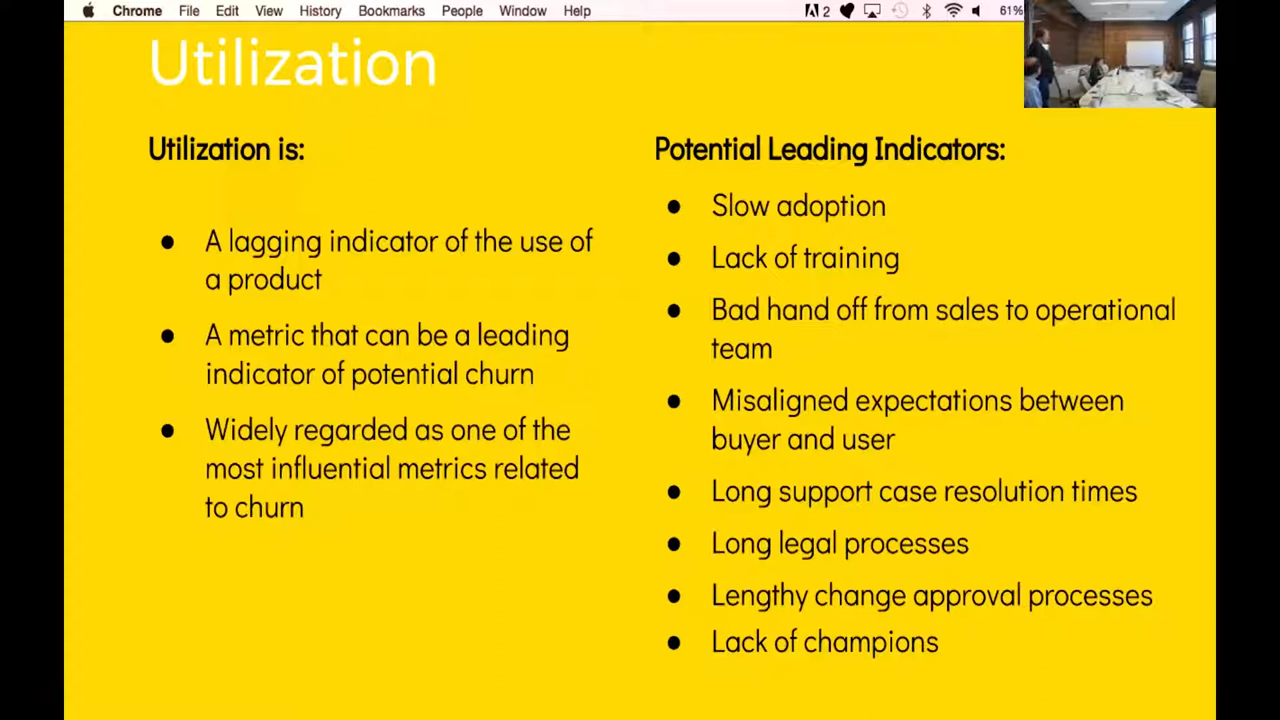 Chrome File Edit View History Bookmarks People Window Help 2 61%
Utilization
Utilization is:
● A lagging indicator of the use of
a product
● A metric that can be a leading
indicator of potential churn
● Widely regarded as one of the
most influential metrics related
to churn
Potential Leading Indicators:
● Slow adoption
● Lack of training
● Bad hand off from sales to operational
team
● Misaligned expectations between
buyer and user
● Long support case resolution times
● Long legal processes
● Lengthy change approval processes
● Lack of champions